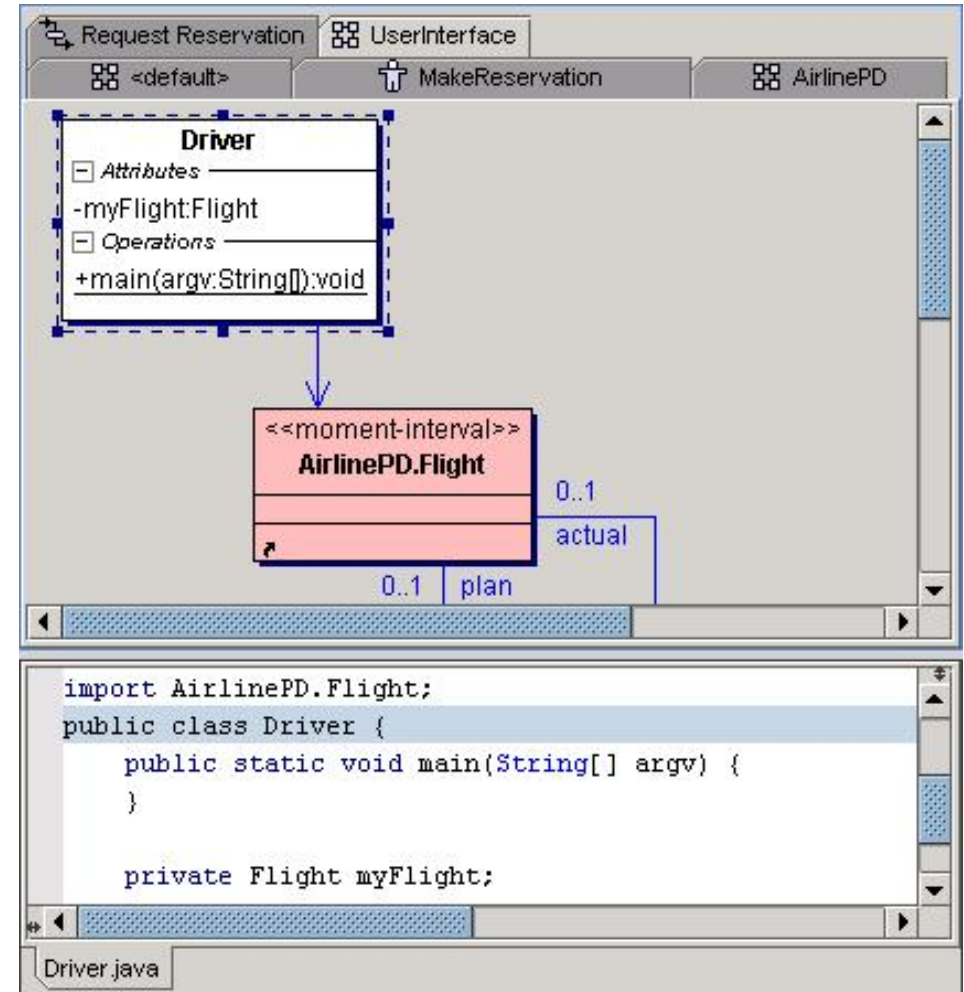 Request Reservation UserInterface
<default> MakeReservation AirlinePD
Driver
Attributes
-myFlight:Flight
Operations
+main(argv:String[]):void
<<moment-interval>>
AirlinePD.Flight
0..1
actual
0..1 plan
import AirlinePD.Flight;
public class Driver {
public static void main(String[] argv) {
}
private Flight myFlight;
Driver.java